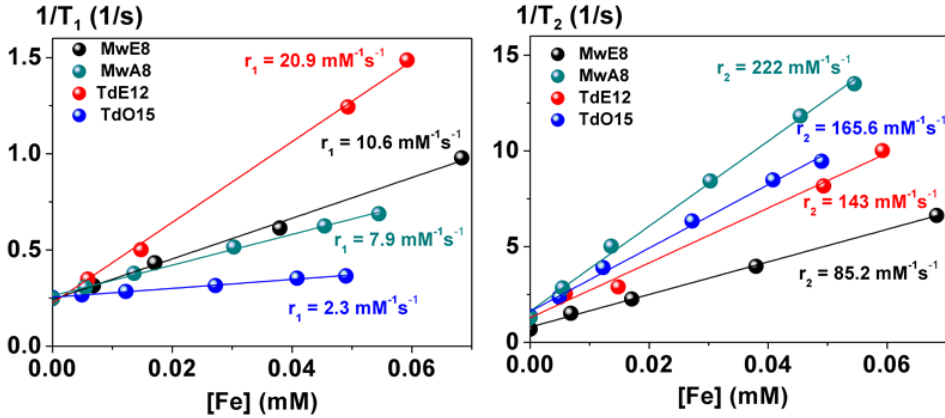 1/T₁ (1/s)
MwE8
MwA8
TdE12
TdO15
r₁ = 20.9 mM⁻¹s⁻¹
r₁ = 10.6 mM⁻¹s⁻¹
r₁ = 7.9 mM⁻¹s⁻¹
r₁ = 2.3 mM⁻¹s⁻¹
1.5
1.0
0.5
0.0
0.00 0.02 0.04 0.06
[Fe] (mM)
1/T₂ (1/s)
MwE8
MwA8
TdE12
TdO15
r₂ = 222 mM⁻¹s⁻¹
r₂ = 165.6 mM⁻¹s⁻¹
r₂ = 143 mM⁻¹s⁻¹
r₂ = 85.2 mM⁻¹s⁻¹
15
10
5
0
0.00 0.02 0.04 0.06
[Fe] (mM)